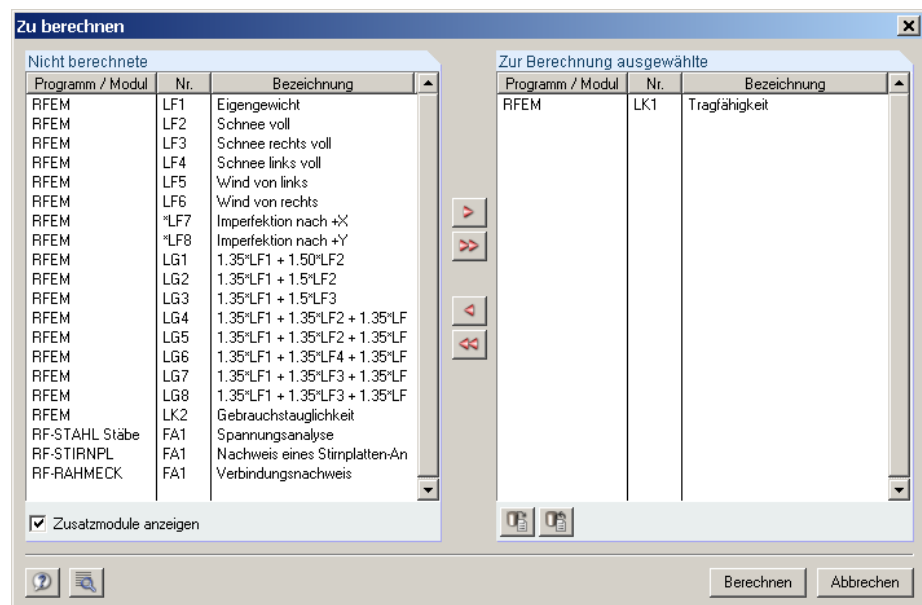 Zu berechnen
Nicht berechnete
Programm / Modul Nr. Bezeichnung
RFEM LF1 Eigengewicht
RFEM LF2 Schnee voll
RFEM LF3 Schnee rechts voll
RFEM LF4 Schnee links voll
RFEM LF5 Wind von links
RFEM LF6 Wind von rechts
RFEM *LF7 Imperfektion nach +X
RFEM *LF8 Imperfektion nach +Y
RFEM LG1 1.35*LF1 + 1.50*LF2
RFEM LG2 1.35*LF1 + 1.5*LF2
RFEM LG3 1.35*LF1 + 1.5*LF3
RFEM LG4 1.35*LF1 + 1.35*LF2 + 1.35*LF
RFEM LG5 1.35*LF1 + 1.35*LF2 + 1.35*LF
RFEM LG6 1.35*LF1 + 1.35*LF4 + 1.35*LF
RFEM LG7 1.35*LF1 + 1.35*LF3 + 1.35*LF
RFEM LG8 1.35*LF1 + 1.35*LF3 + 1.35*LF
RFEM LK2 Gebrauchstauglichkeit
RF-STAHL Stäbe FA1 Spannungsanalyse
RF-STIRNPL FA1 Nachweis eines Stirnplatten-An
RF-RAHMECK FA1 Verbindungsnachweis
Zusatzmodule anzeigen
Zur Berechnung ausgewählte
Programm / Modul Nr. Bezeichnung
RFEM LK1 Tragfähigkeit
Berechnen Abbrechen